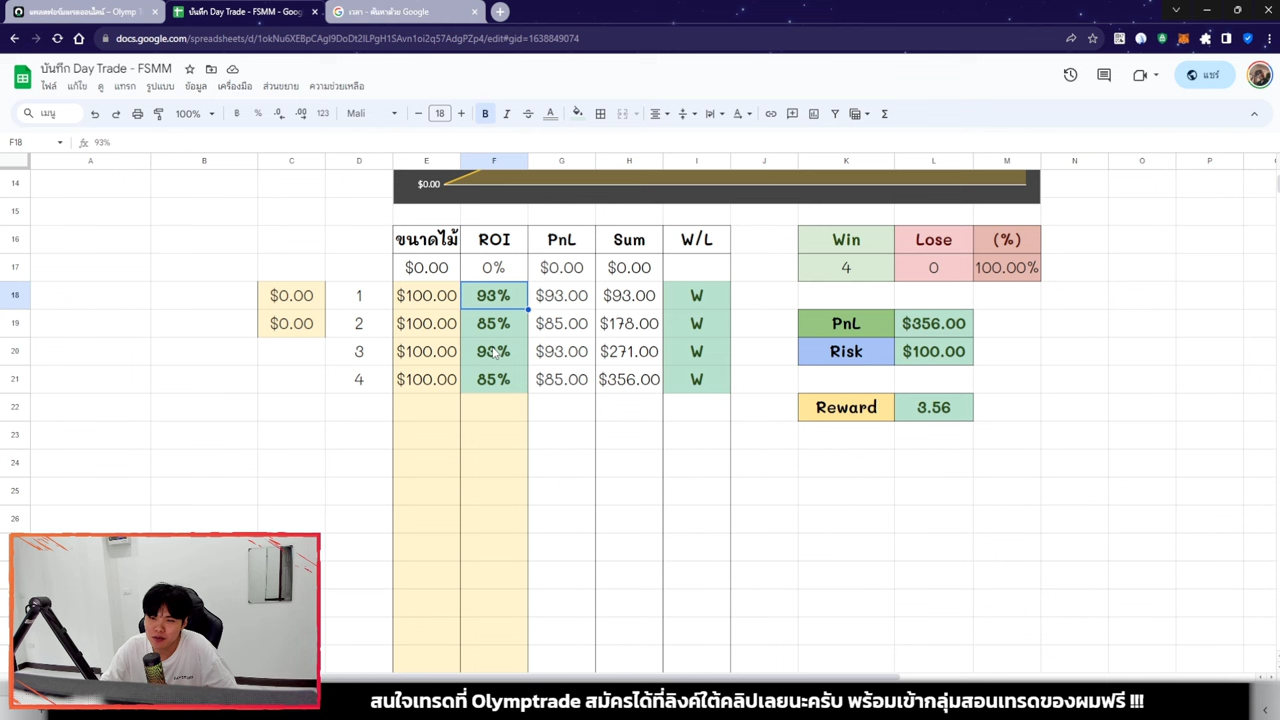 แพลตฟอร์มเทรดออนไลน์ – Olymp T
บันทึก Day Trade - FSMM - Goog
เวลา - ค้นหาด้วย Google
docs.google.com/spreadsheets/d/1okNu6XEBpCAgI9DoDt2ILPgH1SAvn1oi2q57AdgPZp4/edit#gid=1638849074
บันทึก Day Trade - FSMM
ไฟล์ แก้ไข ดู แทรก รูปแบบ ข้อมูล เครื่องมือ ส่วนขยาย ความช่วยเหลือ
แชร์
เมนู 100% ฿ % .0 .00 123 Mali 18 B I A
F18 93%
A B C D E F G H I J K L M N O P
14 $0.00
15
16 ขนาดไม้ ROI PnL Sum W/L Win Lose (%)
17 $0.00 0% $0.00 $0.00 4 0 100.00%
18 $0.00 1 $100.00 93% $93.00 $93.00 W
19 $0.00 2 $100.00 85% $85.00 $178.00 W PnL $356.00
20 3 $100.00 93% $93.00 $271.00 W Risk $100.00
21 4 $100.00 85% $85.00 $356.00 W
22 Reward 3.56
23
24
25
26
สนใจเทรดที่ Olymptrade สมัครได้ที่ลิงค์ใต้คลิปเลยนะครับ พร้อมเข้ากลุ่มสอนเทรดของผมฟรี !!!